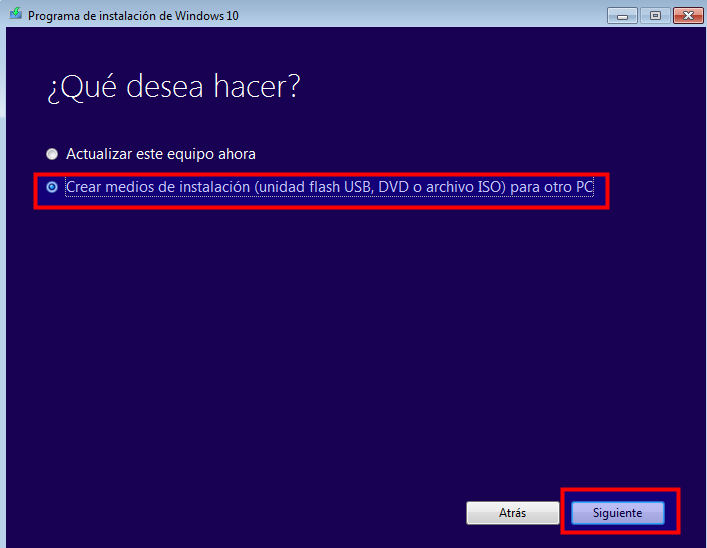 Programa de instalación de Windows 10
¿Qué desea hacer?
Actualizar este equipo ahora
Crear medios de instalación (unidad flash USB, DVD o archivo ISO) para otro PC
Atrás
Siguiente